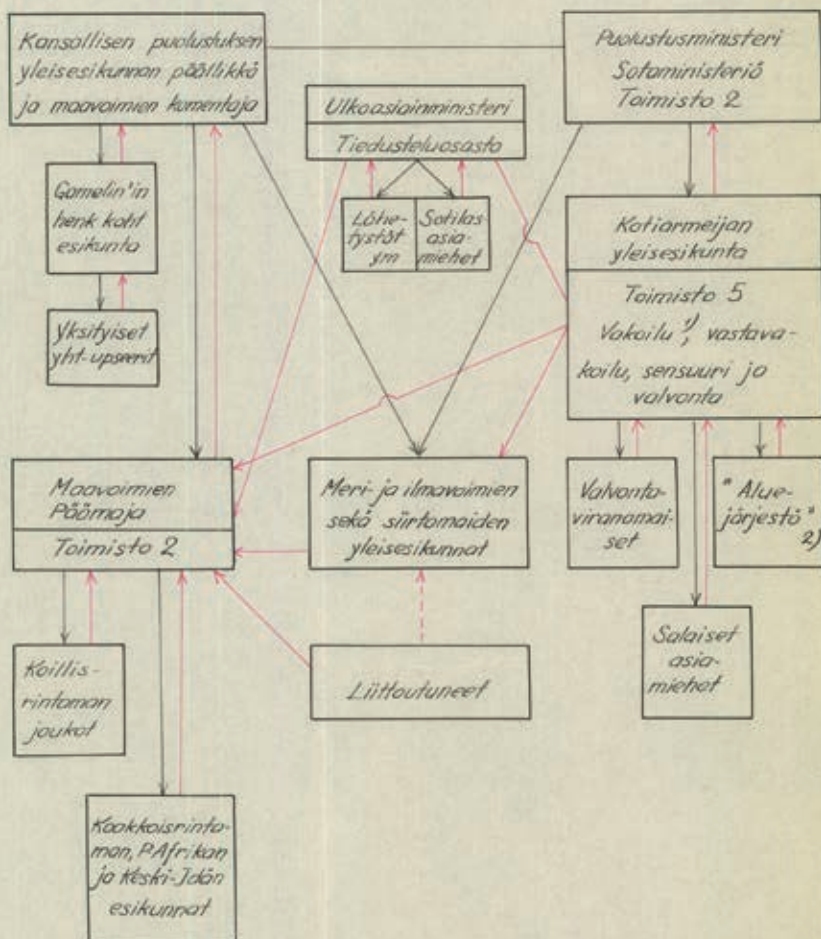 Kansallisen puolustuksen
yleisesikunnan päällikkö
ja maavoimien komentaja
Puolustusministeri
Sotaministeriö
Toimisto 2
Ulkoasiainministeri
Tiedusteluosasto
Lähe-
tystöt
ym
Sotilas-
asia-
miehet
Gamelin'in
henk koht
esikunta
Yksityiset
yht-upseerit
Kotiarmeijan
yleisesikunta
Toimisto 5
Vakoilu 1), vastava-
koilu, sensuuri ja
valvonta
Maavoimien
Päämaja
Toimisto 2
Meri- ja ilmavoimien
sekä siirtomaiden
yleisesikunnat
Valvonta-
viranomai-
set
"Alue-
järjestö"
2)
Salaiset
asia-
miehet
Koillis-
rintaman
joukot
Liittoutuneet
Kaakkoisrinta-
man, P.Afrikan
ja Keski-Idän
esikunnat